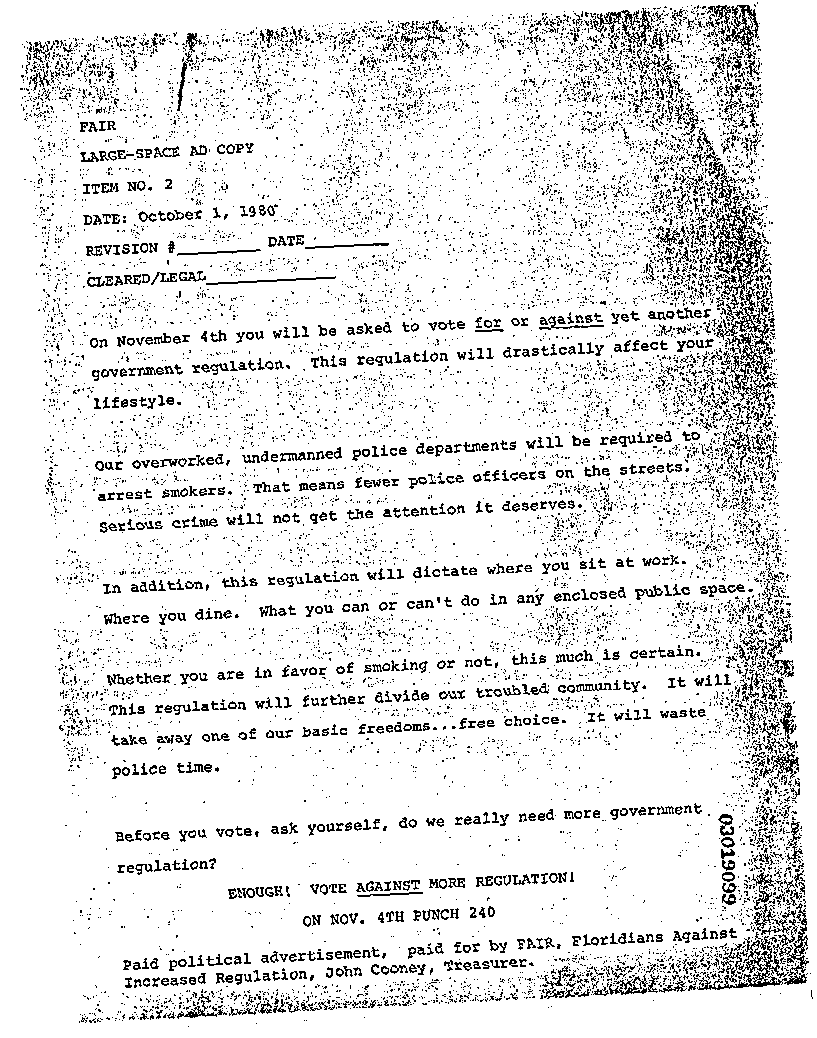 FAIR
LARGE-SPACE AD COPY
ITEM NO. 2
DATE: October 1, 1980
REVISION #________ DATE________
CLEARED/LEGAL____________
On November 4th you will be asked to vote for or against yet another
government regulation. This regulation will drastically affect your
lifestyle.
Our overworked, undermanned police departments will be required to
arrest smokers. That means fewer police officers on the streets.
Serious crime will not get the attention it deserves.
In addition, this regulation will dictate where you sit at work.
Where you dine. What you can or can't do in any enclosed public space.
Whether you are in favor of smoking or not, this much is certain.
This regulation will further divide our troubled community. It will
take away one of our basic freedoms...free choice. It will waste
police time.
Before you vote, ask yourself, do we really need more government
regulation?
ENOUGH! VOTE AGAINST MORE REGULATION!
ON NOV. 4TH PUNCH 240
Paid political advertisement, paid for by FAIR, Floridians Against
Increased Regulation, John Cooney, Treasurer.
03019099